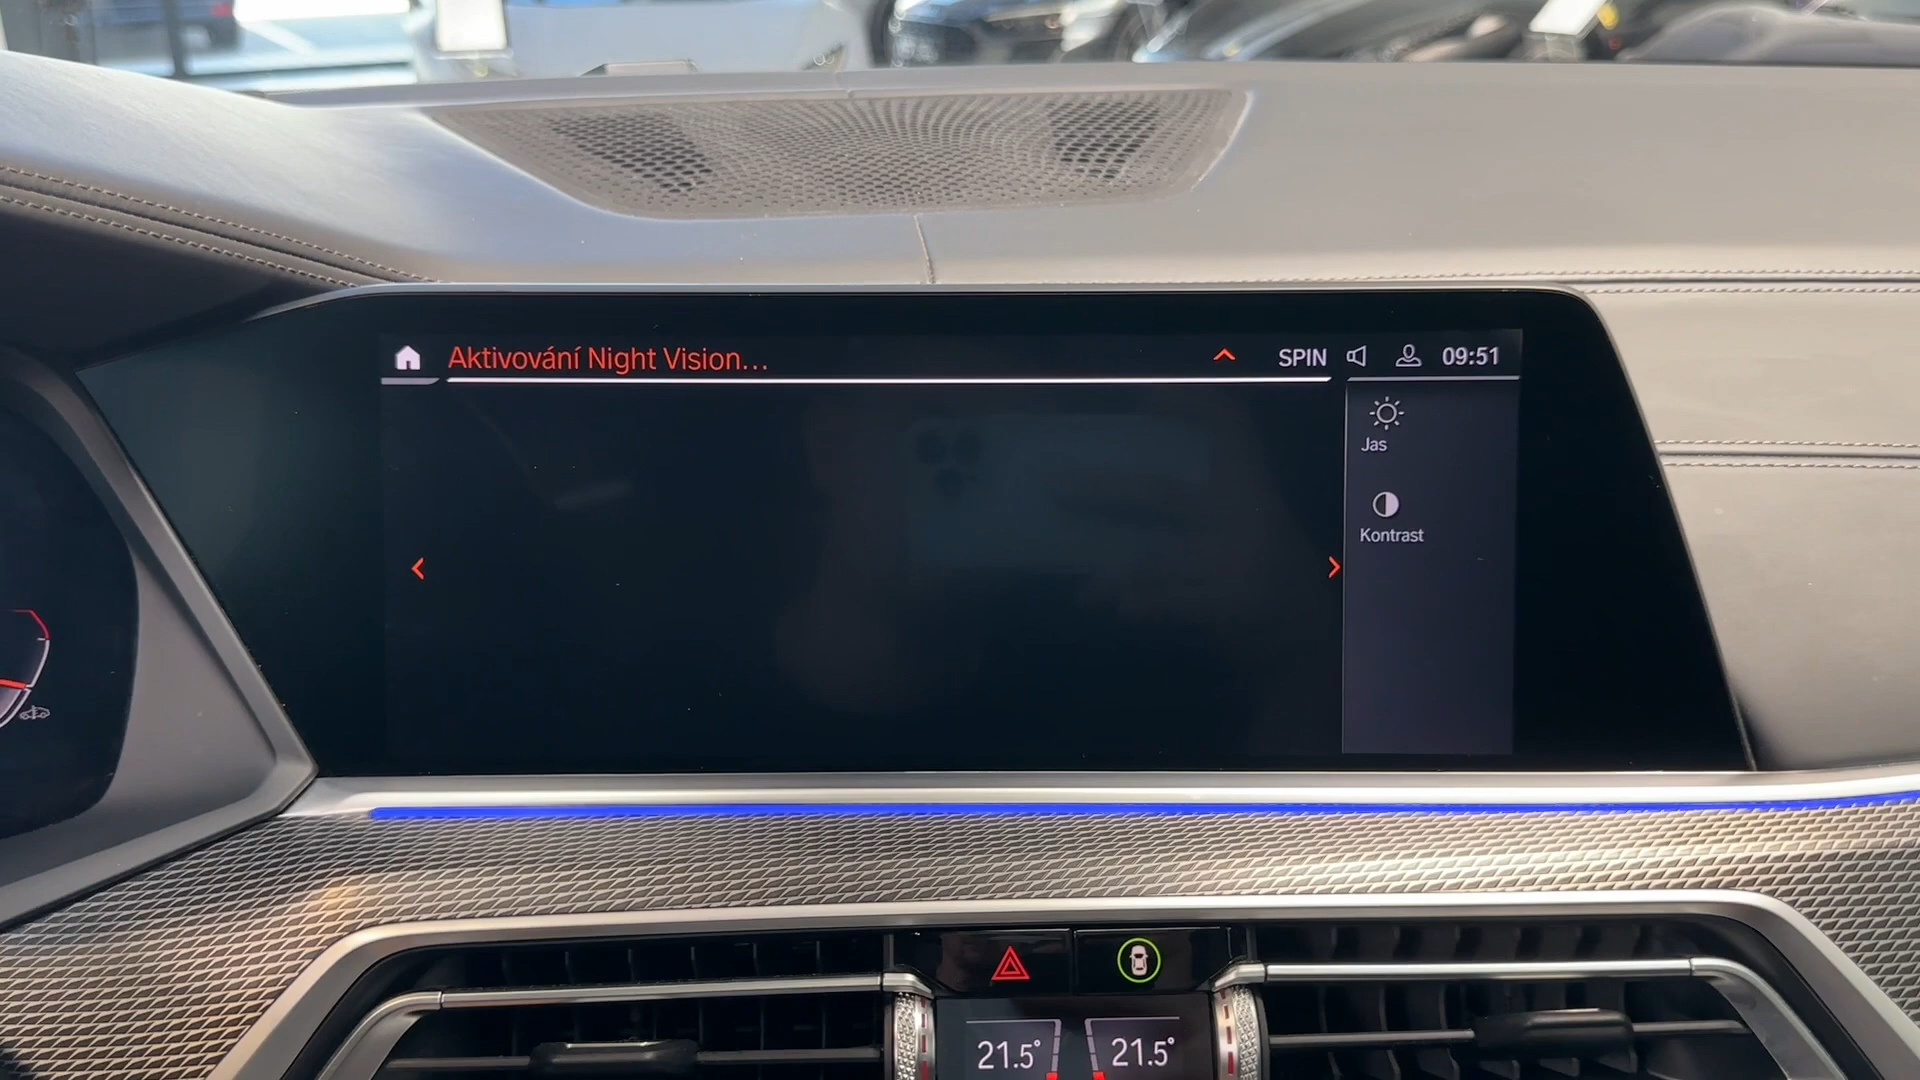 Aktivování Night Vision...
SPIN
09:51
Jas
Kontrast
21.5°
21.5°